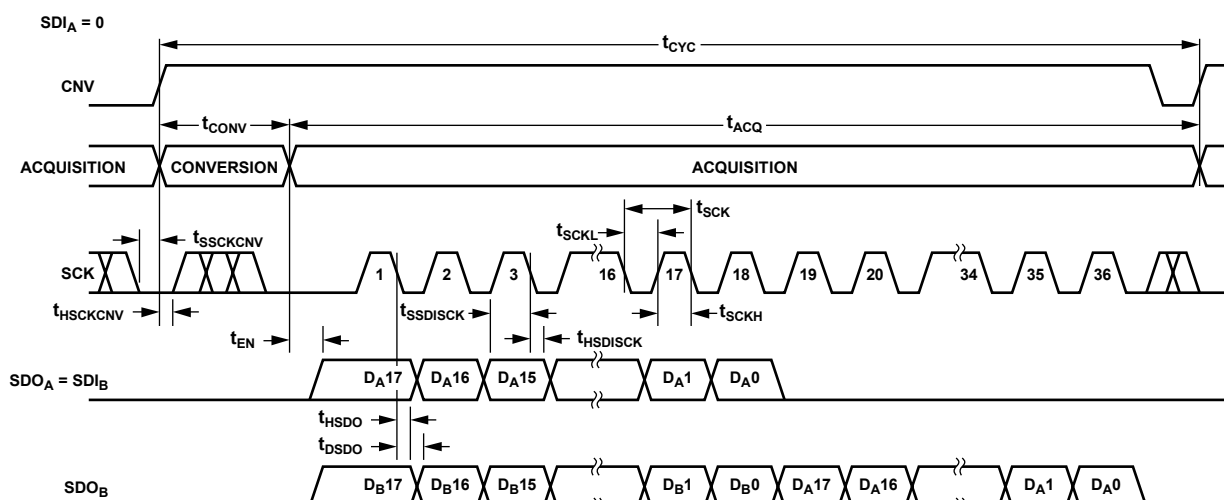 SDIA = 0
tCYC
CNV
tCONV
tACQ
ACQUISITION CONVERSION ACQUISITION
tSCK
tSCKL
tSSCKCNV
SCK 1 2 3 16 17 18 19 20 34 35 36
tHSCKCNV
tSSDISCK
tSCKH
tEN
tHSDISCK
SDOA = SDIB DA17 DA16 DA15 DA1 DA0
tHSDO
tDSDO
SDOB DB17 DB16 DB15 DB1 DB0 DA17 DA16 DA1 DA0